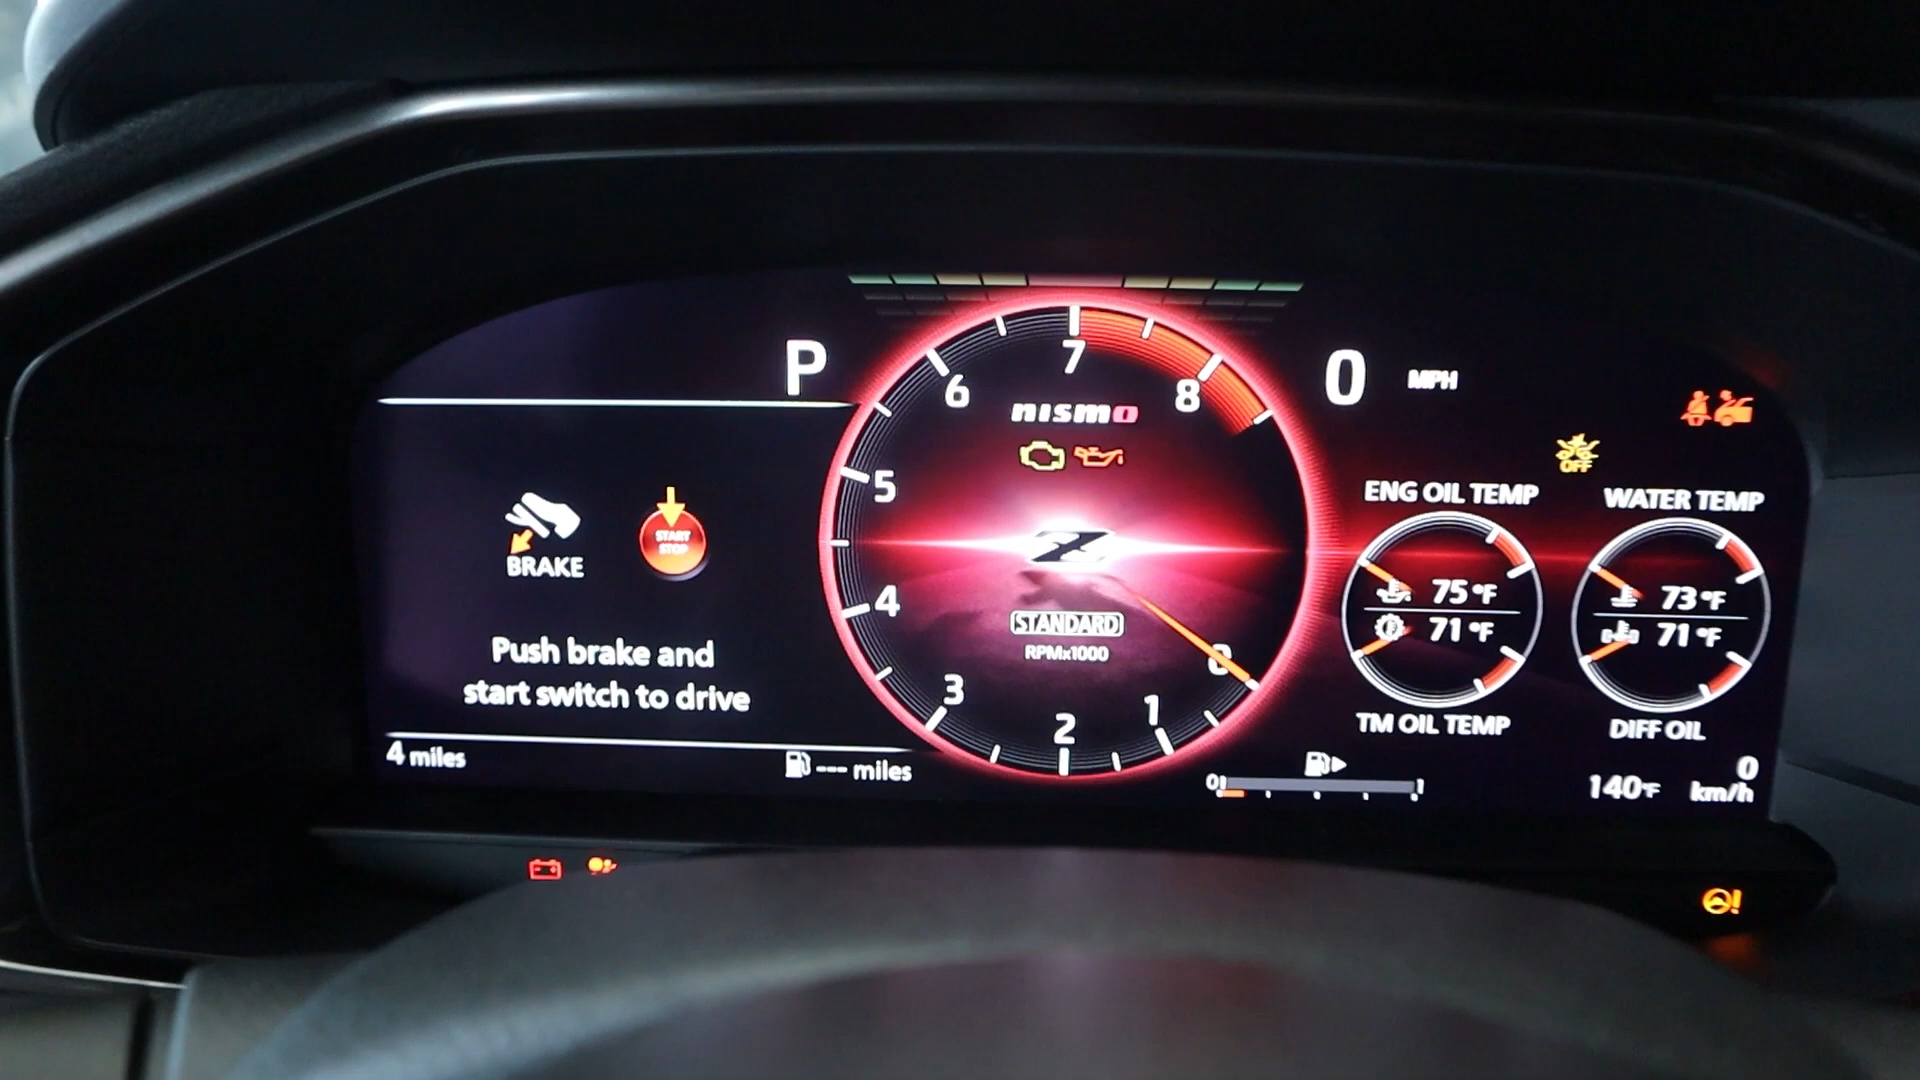 P
0 MPH
7
6
8
nismo
5
OFF
ENG OIL TEMP
WATER TEMP
START
STOP
BRAKE
Z
75°F
73°F
4
STANDARD
71°F
71°F
RPMx1000
0
Push brake and
start switch to drive
3
1
2
TM OIL TEMP
DIFF OIL
4 miles
--- miles
0
1
140°F
0
km/h